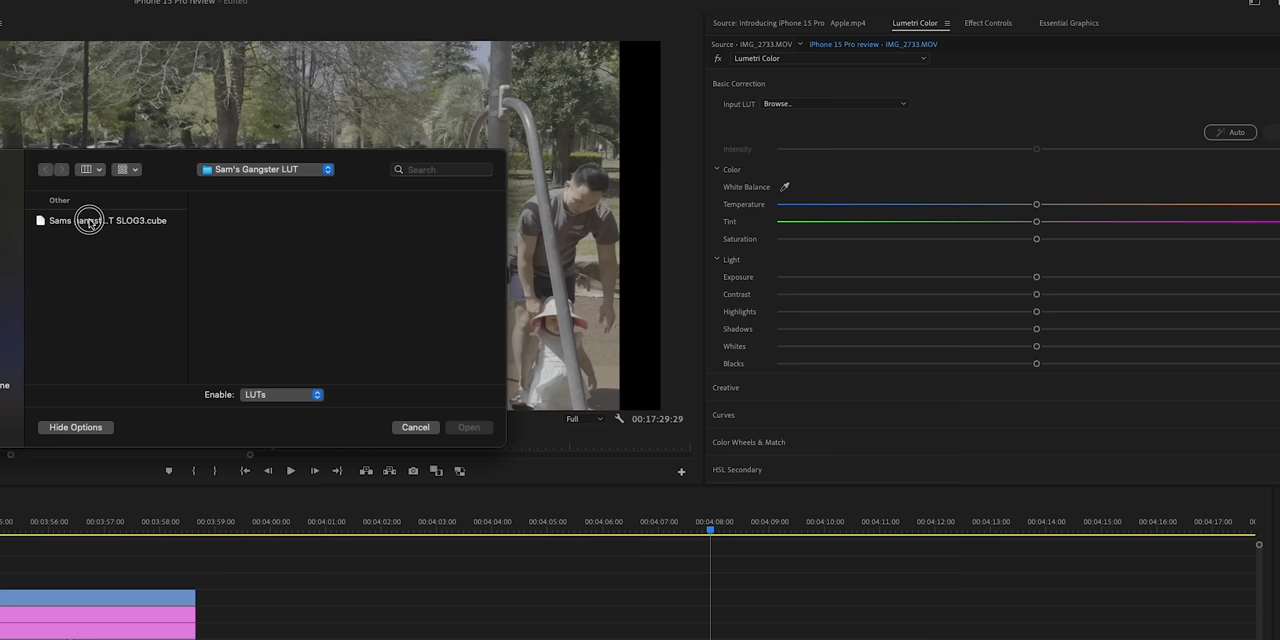 iPhone 15 Pro review - Edited
Source: Introducing iPhone 15 Pro Apple.mp4
Lumetri Color
Effect Controls
Essential Graphics
Source • IMG_2733.MOV
iPhone 15 Pro review • IMG_2733.MOV
fx Lumetri Color
Basic Correction
Input LUT Browse...
Auto
Intensity
Color
White Balance
Temperature
Tint
Saturation
Light
Exposure
Contrast
Highlights
Shadows
Whites
Blacks
Creative
Curves
Color Wheels & Match
HSL Secondary
Sam's Gangster LUT
Search
Other
Sams T SLOG3.cube
Enable: LUTs
Hide Options
Cancel
Open
Full
00:17:29:29
00:03:56:00 00:03:57:00 00:03:58:00 00:03:59:00 00:04:00:00 00:04:01:00 00:04:02:00 00:04:03:00 00:04:04:00 00:04:05:00 00:04:06:00 00:04:07:00 00:04:08:00 00:04:09:00 00:04:10:00 00:04:11:00 00:04:12:00 00:04:13:00 00:04:14:00 00:04:15:00 00:04:16:00 00:04:17:00